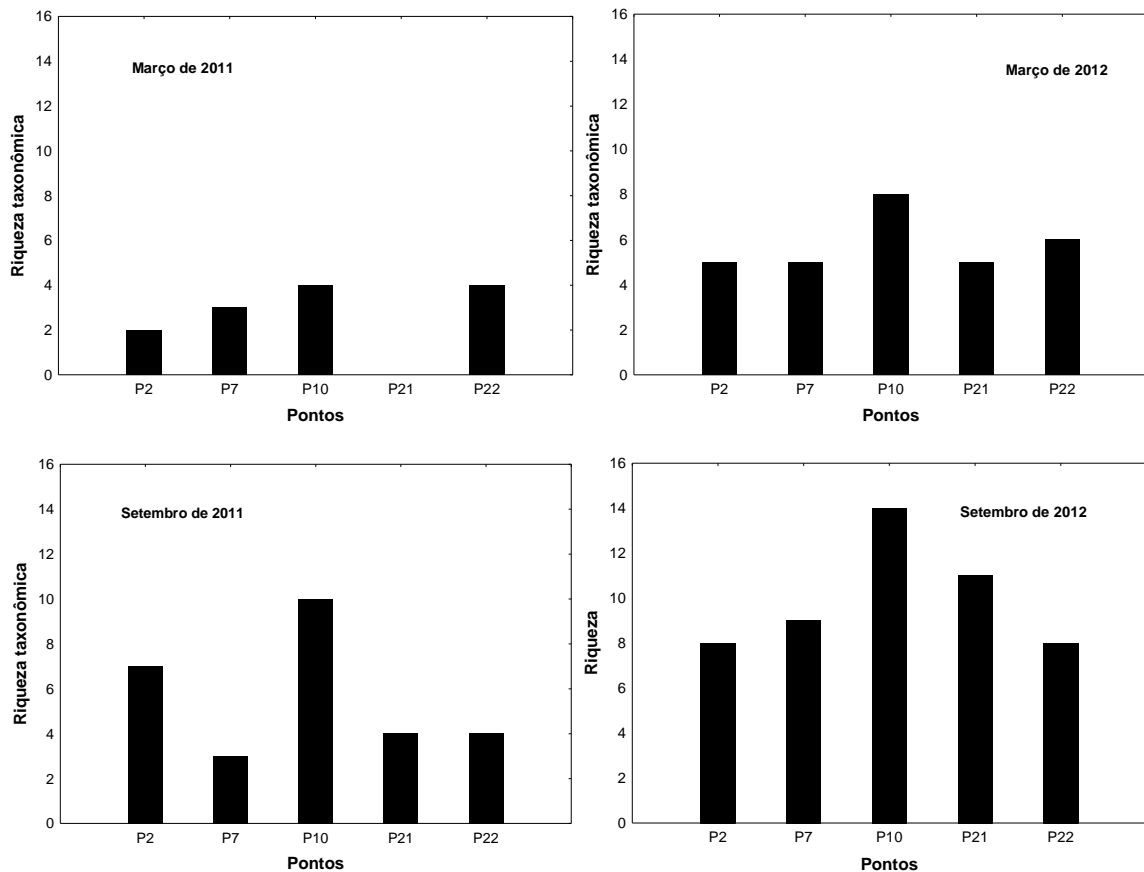 16
14
12
10
8
6
4
2
0
Riqueza taxonômica
Março de 2011
P2 P7 P10 P21 P22
Pontos
16
14
12
10
8
6
4
2
0
Riqueza taxonômica
Março de 2012
P2 P7 P10 P21 P22
Pontos
16
14
12
10
8
6
4
2
0
Riqueza taxonômica
Setembro de 2011
P2 P7 P10 P21 P22
Pontos
16
14
12
10
8
6
4
2
0
Riqueza
Setembro de 2012
P2 P7 P10 P21 P22
Pontos